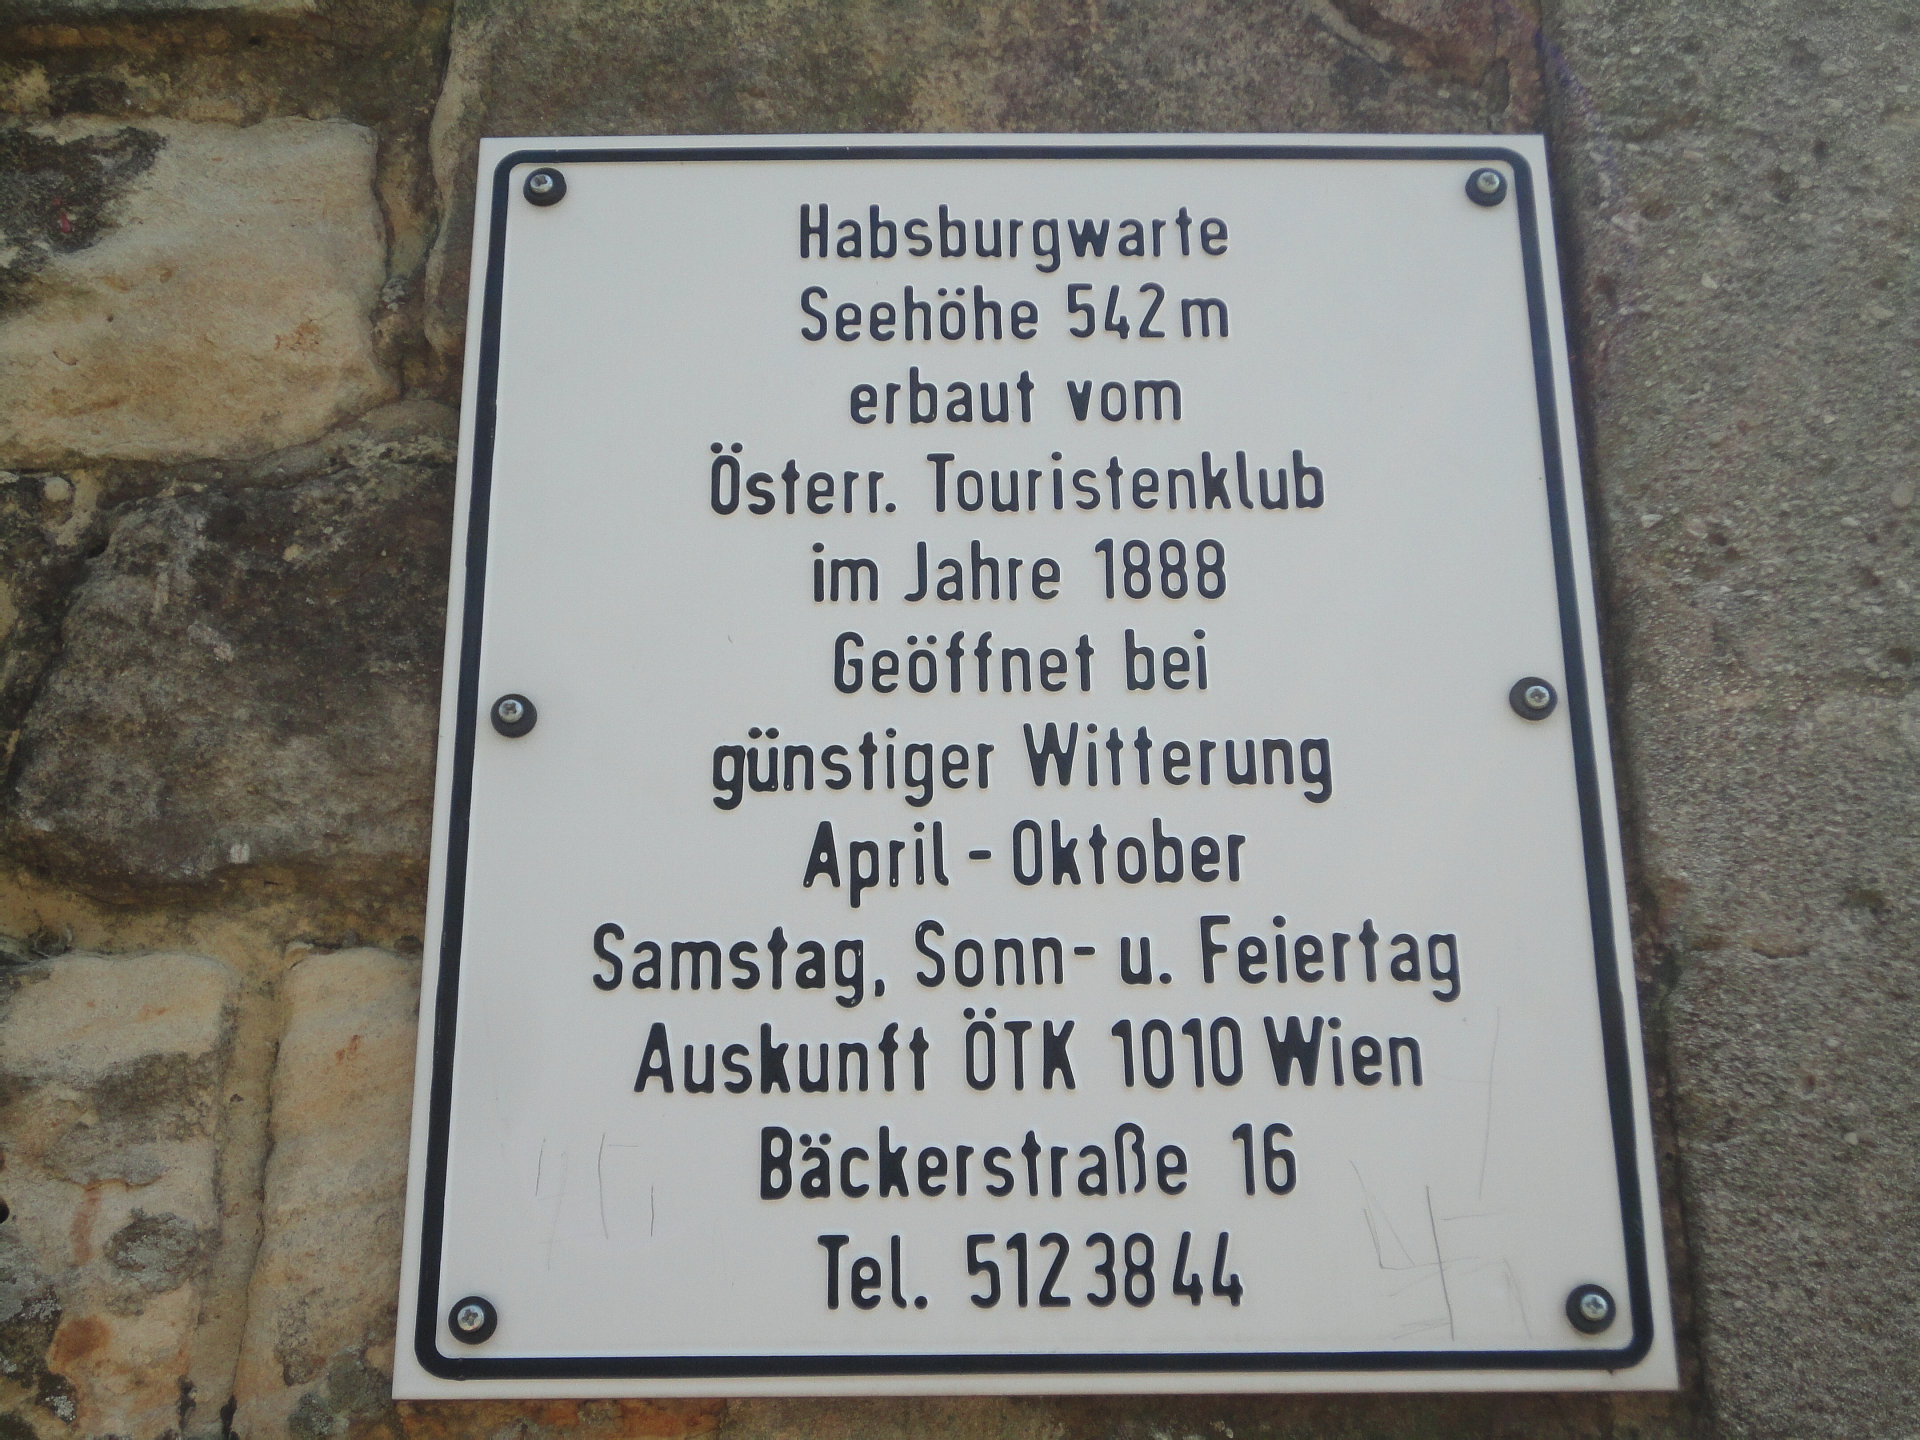 Habsburgwarte
Seehöhe 542 m
erbaut vom
Österr. Touristenklub
im Jahre 1888
Geöffnet bei
günstiger Witterung
April - Oktober
Samstag, Sonn- u. Feiertag
Auskunft ÖTK 1010 Wien
Bäckerstraße 16
Tel. 512 38 44